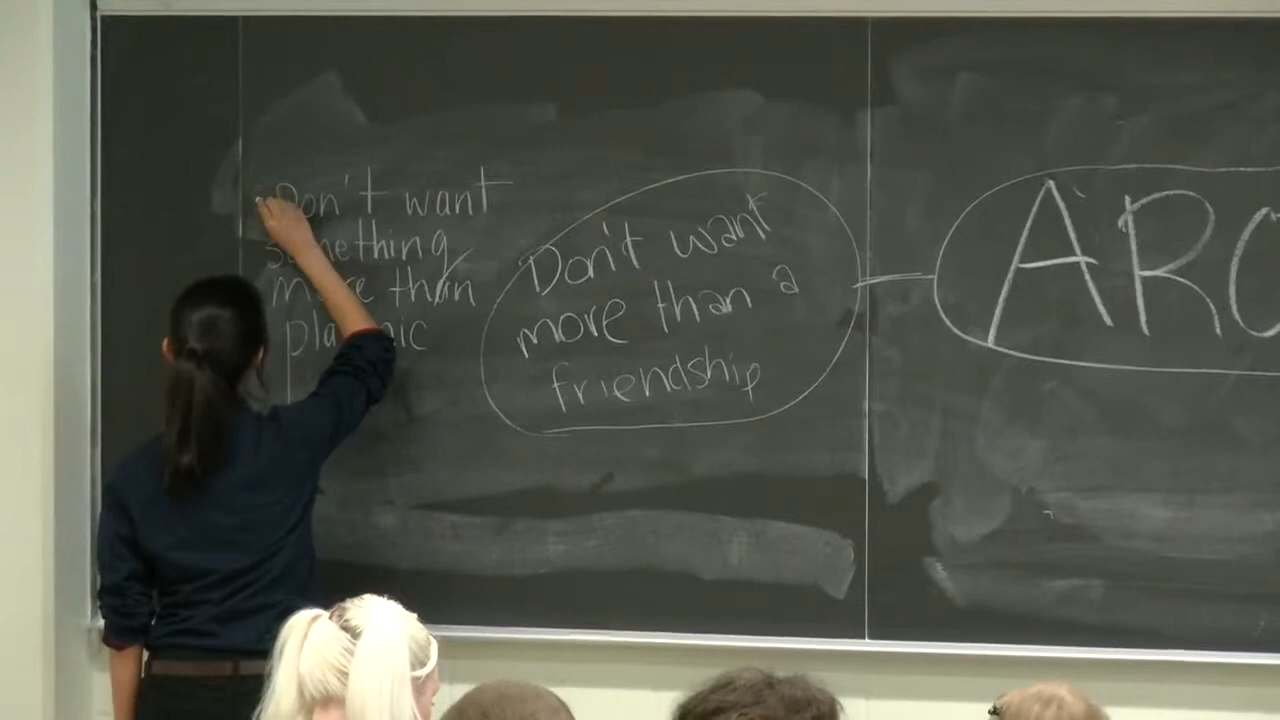 Don't want
something
more than
platonic
Don't want
more than a
friendship
ARO